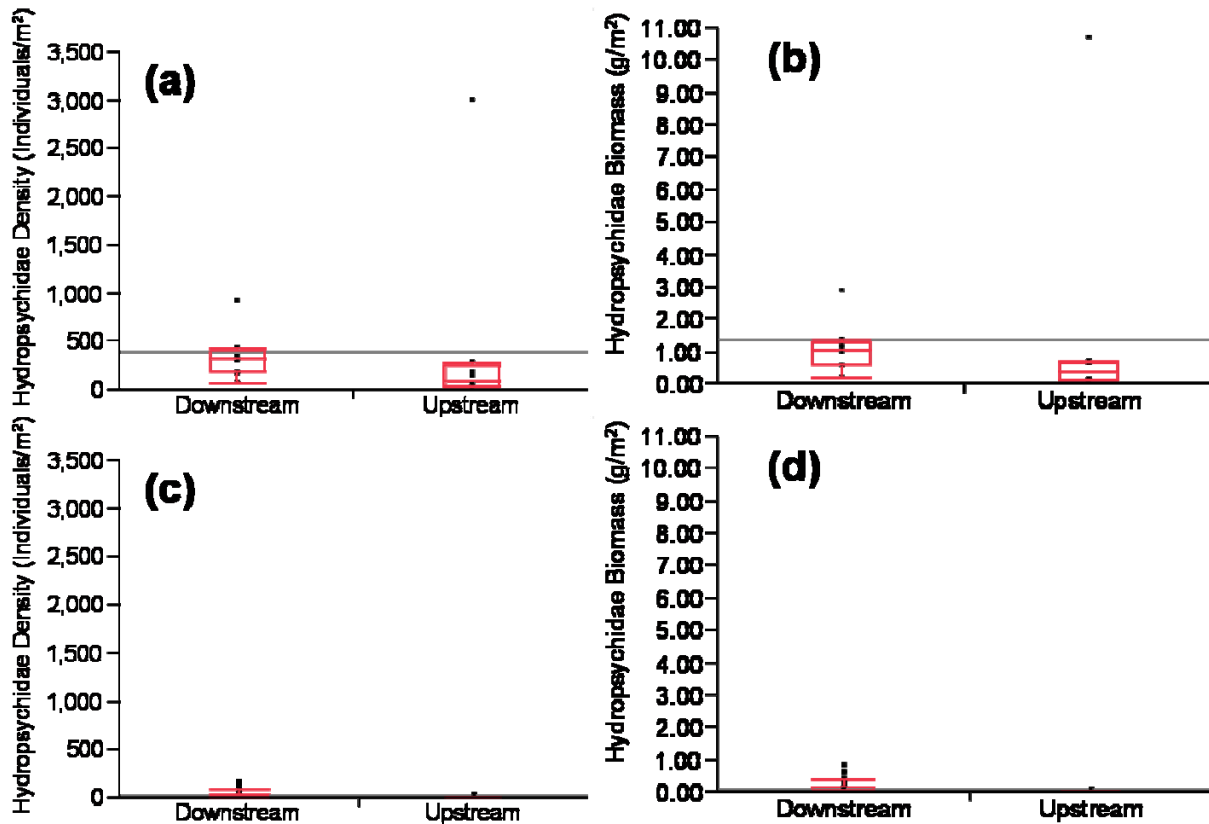 Hydropsychidae Density (Individuals/m²)
3,500
3,000
2,500
2,000
1,500
1,000
500
0
(a)
Downstream
Upstream
Hydropsychidae Biomass (g/m²)
11.00
10.00
9.00
8.00
7.00
6.00
5.00
4.00
3.00
2.00
1.00
0.00
(b)
Downstream
Upstream
Hydropsychidae Density (Individuals/m²)
3,500
3,000
2,500
2,000
1,500
1,000
500
0
(c)
Downstream
Upstream
Hydropsychidae Biomass (g/m²)
11.00
10.00
9.00
8.00
7.00
6.00
5.00
4.00
3.00
2.00
1.00
0.00
(d)
Downstream
Upstream